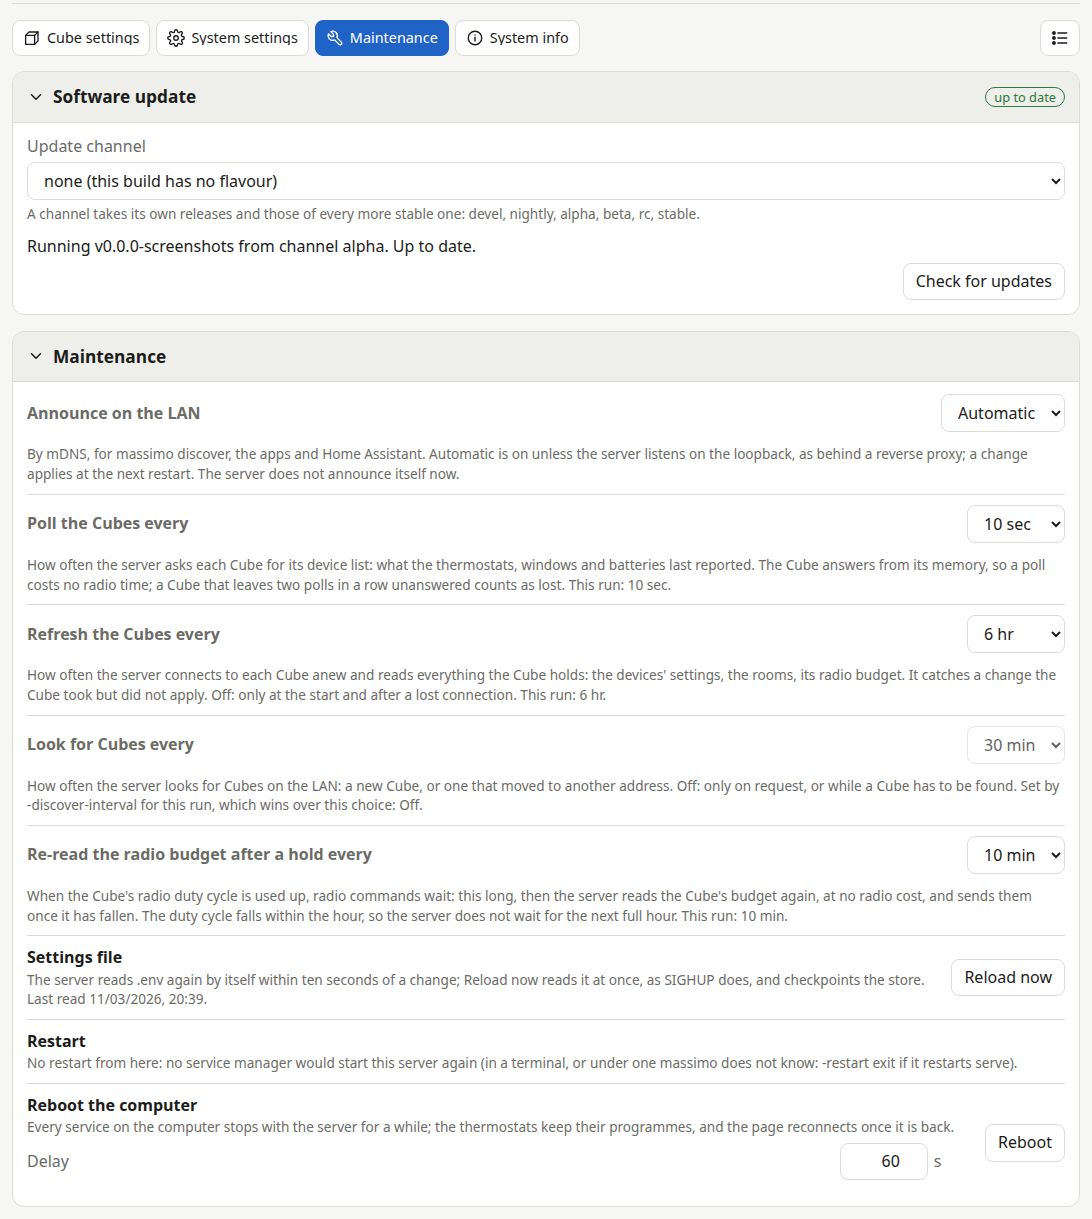 Cube settings
System settings
Maintenance
System info
Software update
up to date
Update channel
none (this build has no flavour)
A channel takes its own releases and those of every more stable one: devel, nightly, alpha, beta, rc, stable.
Running v0.0.0-screenshots from channel alpha. Up to date.
Check for updates
Maintenance
Announce on the LAN
Automatic
By mDNS, for massimo discover, the apps and Home Assistant. Automatic is on unless the server listens on the loopback, as behind a reverse proxy; a change
applies at the next restart. The server does not announce itself now.
Poll the Cubes every
10 sec
How often the server asks each Cube for its device list: what the thermostats, windows and batteries last reported. The Cube answers from its memory, so a poll
costs no radio time; a Cube that leaves two polls in a row unanswered counts as lost. This run: 10 sec.
Refresh the Cubes every
6 hr
How often the server connects to each Cube anew and reads everything the Cube holds: the devices' settings, the rooms, its radio budget. It catches a change the
Cube took but did not apply. Off: only at the start and after a lost connection. This run: 6 hr.
Look for Cubes every
30 min
How often the server looks for Cubes on the LAN: a new Cube, or one that moved to another address. Off: only on request, or while a Cube has to be found. Set by
-discover-interval for this run, which wins over this choice: Off.
Re-read the radio budget after a hold every
10 min
When the Cube's radio duty cycle is used up, radio commands wait: this long, then the server reads the Cube's budget again, at no radio cost, and sends them
once it has fallen. The duty cycle falls within the hour, so the server does not wait for the next full hour. This run: 10 min.
Settings file
The server reads .env again by itself within ten seconds of a change; Reload now reads it at once, as SIGHUP does, and checkpoints the store.
Last read 11/03/2026, 20:39.
Reload now
Restart
No restart from here: no service manager would start this server again (in a terminal, or under one massimo does not know: -restart exit if it restarts serve).
Reboot the computer
Every service on the computer stops with the server for a while; the thermostats keep their programmes, and the page reconnects once it is back.
Delay
60 s
Reboot